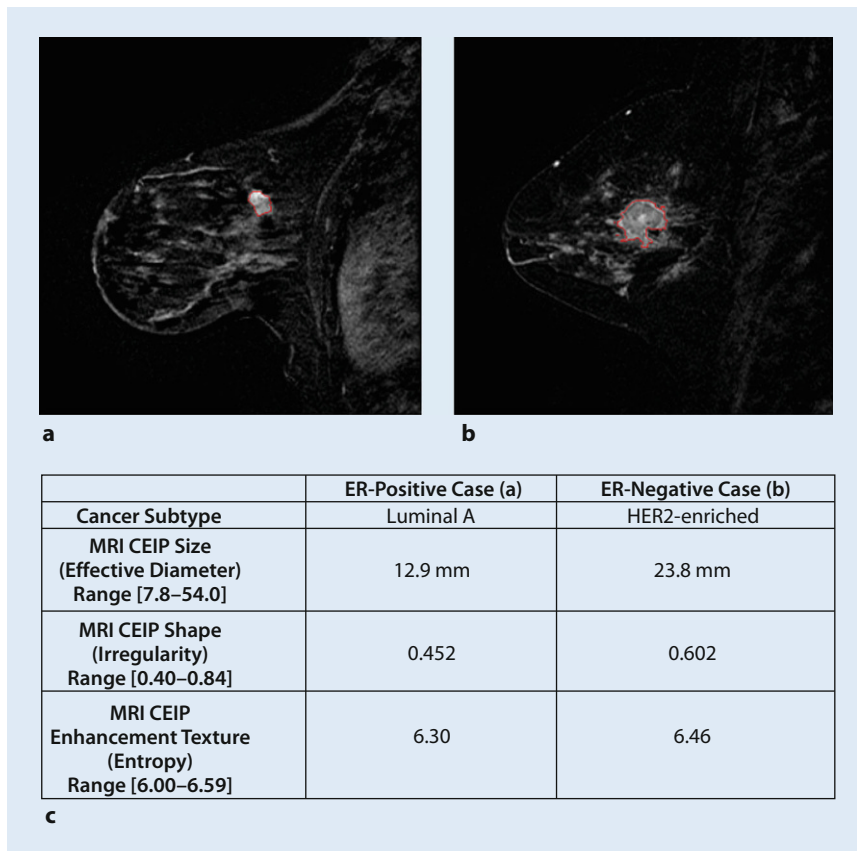 a
b
ER-Positive Case (a) ER-Negative Case (b)
Cancer Subtype Luminal A HER2-enriched
MRI CEIP Size
(Effective Diameter) 12.9 mm 23.8 mm
Range [7.8–54.0]
MRI CEIP Shape
(Irregularity) 0.452 0.602
Range [0.40–0.84]
MRI CEIP
Enhancement Texture 6.30 6.46
(Entropy)
Range [6.00–6.59]
c